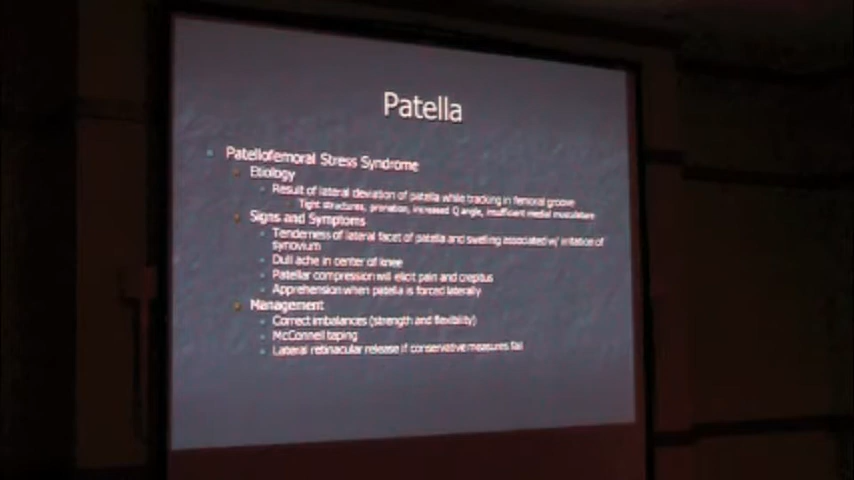 Patella
Patellofemoral Stress Syndrome
Etiology
Result of lateral deviation of patella while tracking in femoral groove
Tight structures, pronation, increased Q angle, insufficient medial musculature
Signs and Symptoms
Tenderness of lateral facet of patella and swelling associated w/ irritation of
synovium
Dull ache in center of knee
Patellar compression will elicit pain and crepitus
Apprehension when patella is forced laterally
Management
Correct imbalances (strength and flexibility)
McConnell taping
Lateral retinacular release if conservative measures fail